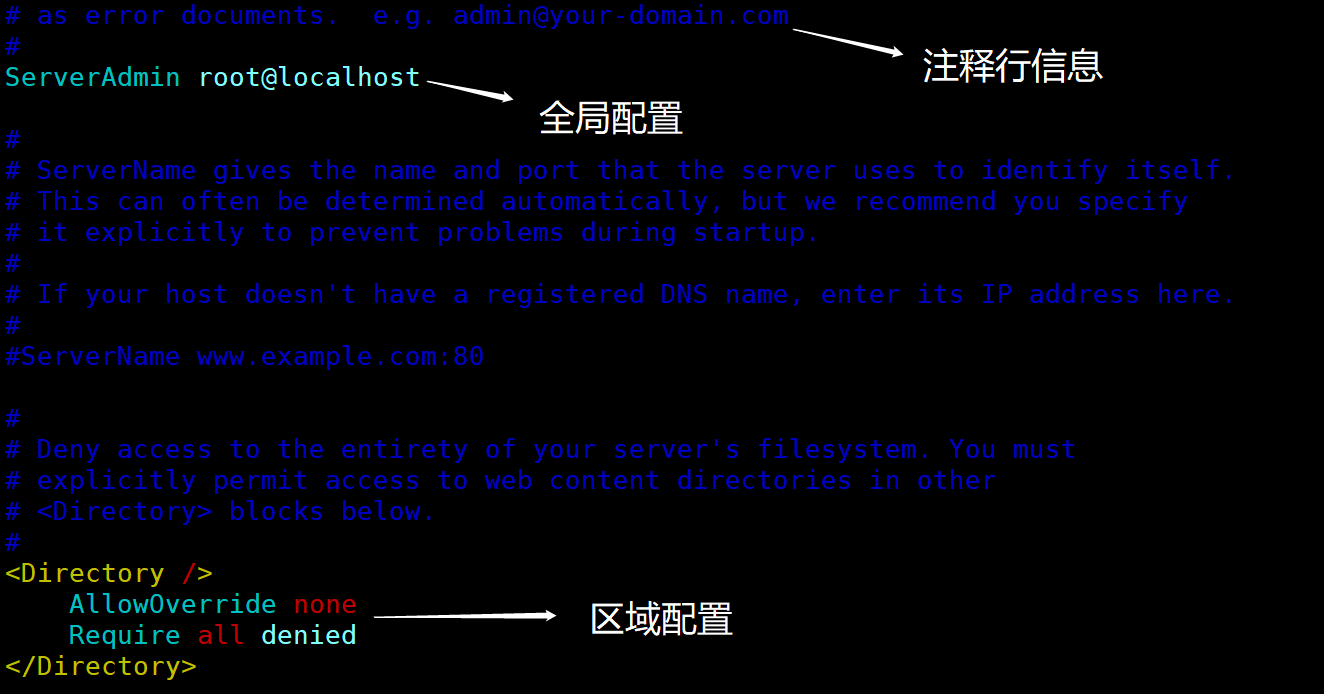 # as error documents.  e.g. admin@your-domain.com
#
注释行信息
ServerAdmin root@localhost
全局配置
#
# ServerName gives the name and port that the server uses to identify itself.
# This can often be determined automatically, but we recommend you specify
# it explicitly to prevent problems during startup.
#
# If your host doesn't have a registered DNS name, enter its IP address here.
#
#ServerName www.example.com:80
#
# Deny access to the entirety of your server's filesystem. You must
# explicitly permit access to web content directories in other
# <Directory> blocks below.
#
<Directory />
    AllowOverride none
区域配置
    Require all denied
</Directory>